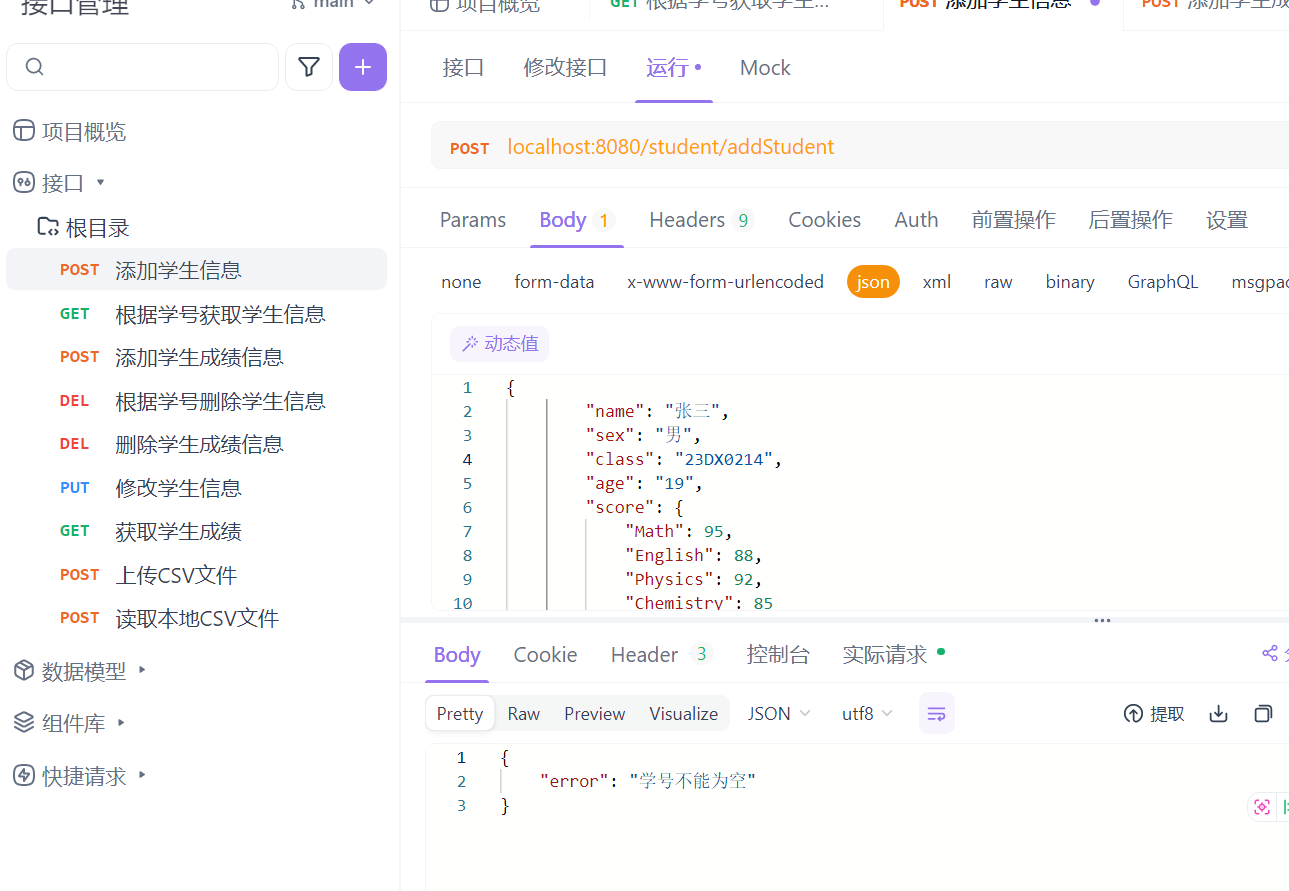 接口管理
main
项目概览
接口
根目录
POST 添加学生信息
GET 根据学号获取学生信息
POST 添加学生成绩信息
DEL 根据学号删除学生信息
DEL 删除学生成绩信息
PUT 修改学生信息
GET 获取学生成绩
POST 上传CSV文件
POST 读取本地CSV文件
数据模型
组件库
快捷请求
项目概览 GET 根据学号获取学生... POST 添加学生信息 POST 添加学生成
接口 修改接口 运行 Mock
POST localhost:8080/student/addStudent
Params Body 1 Headers 9 Cookies Auth 前置操作 后置操作 设置
none form-data x-www-form-urlencoded json xml raw binary GraphQL msgpac
动态值
1 {
2 "name": "张三",
3 "sex": "男",
4 "class": "23DX0214",
5 "age": "19",
6 "score": {
7 "Math": 95,
8 "English": 88,
9 "Physics": 92,
10 "Chemistry": 85
Body Cookie Header 3 控制台 实际请求
Pretty Raw Preview Visualize JSON utf8 提取
1 {
2 "error": "学号不能为空"
3 }